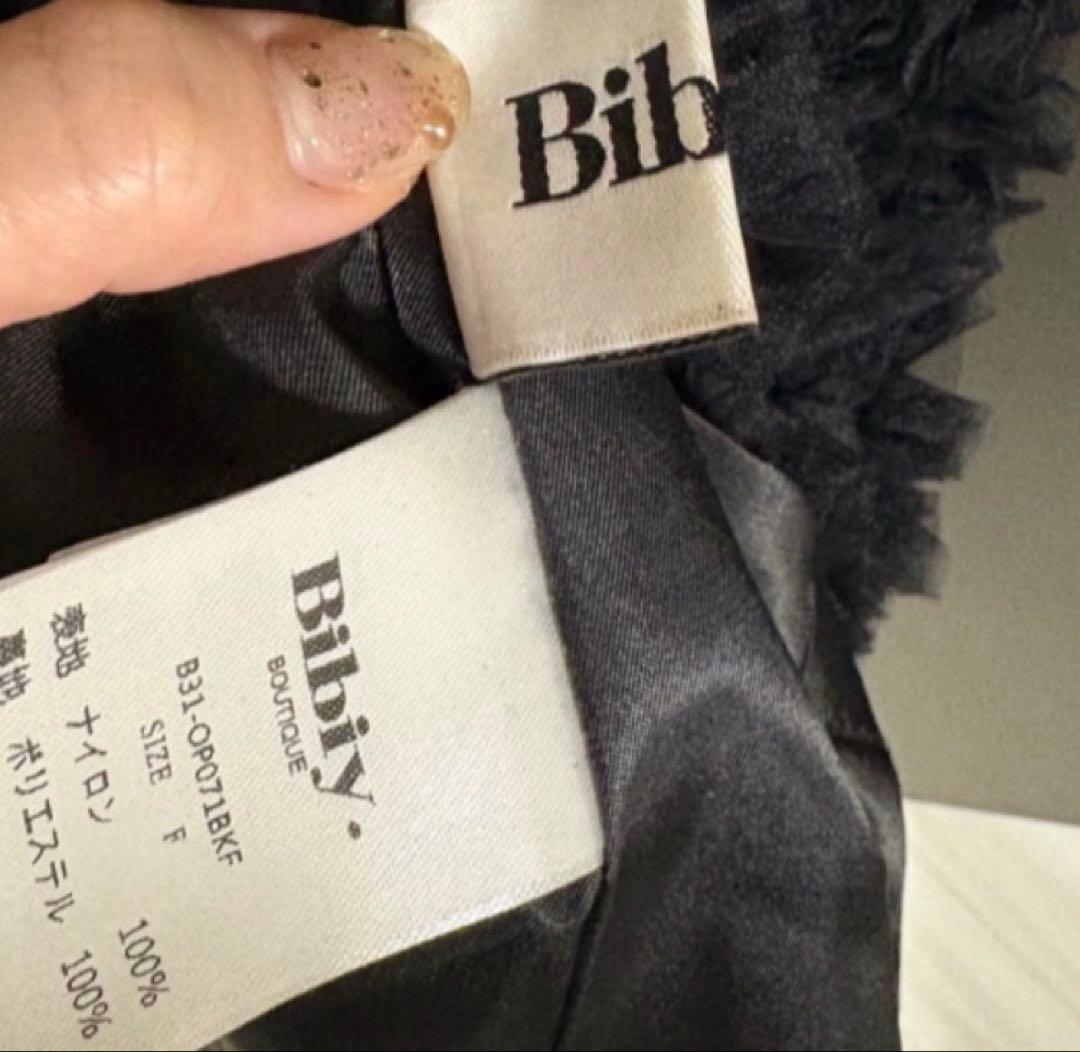 Bib
Bibiy.
BOUTIQUE
B31-OP071BKF
SIZE F
表地 ナイロン 100%
裏地 ポリエステル 100%